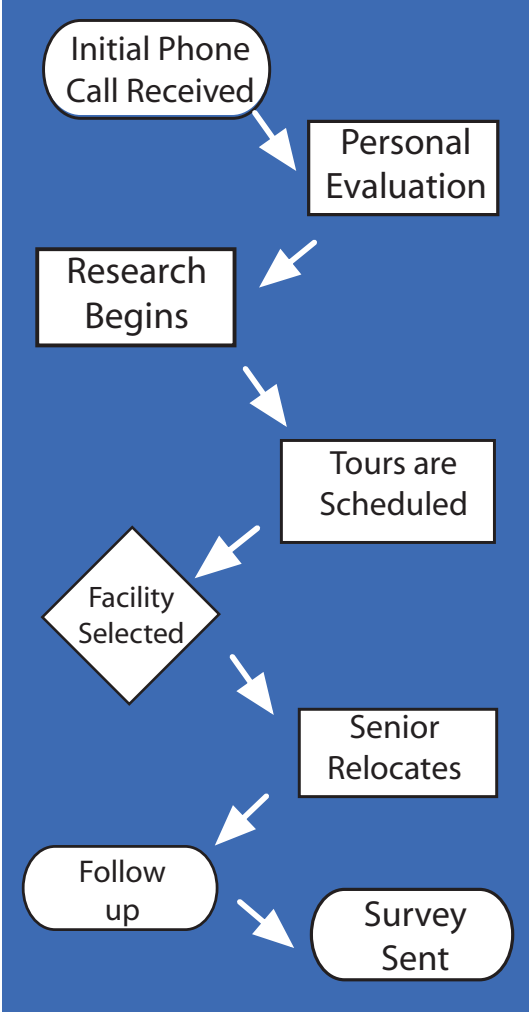 Initial Phone
Call Received
Personal
Evaluation
Research
Begins
Tours are
Scheduled
Facility
Selected
Senior
Relocates
Follow
up
Survey
Sent